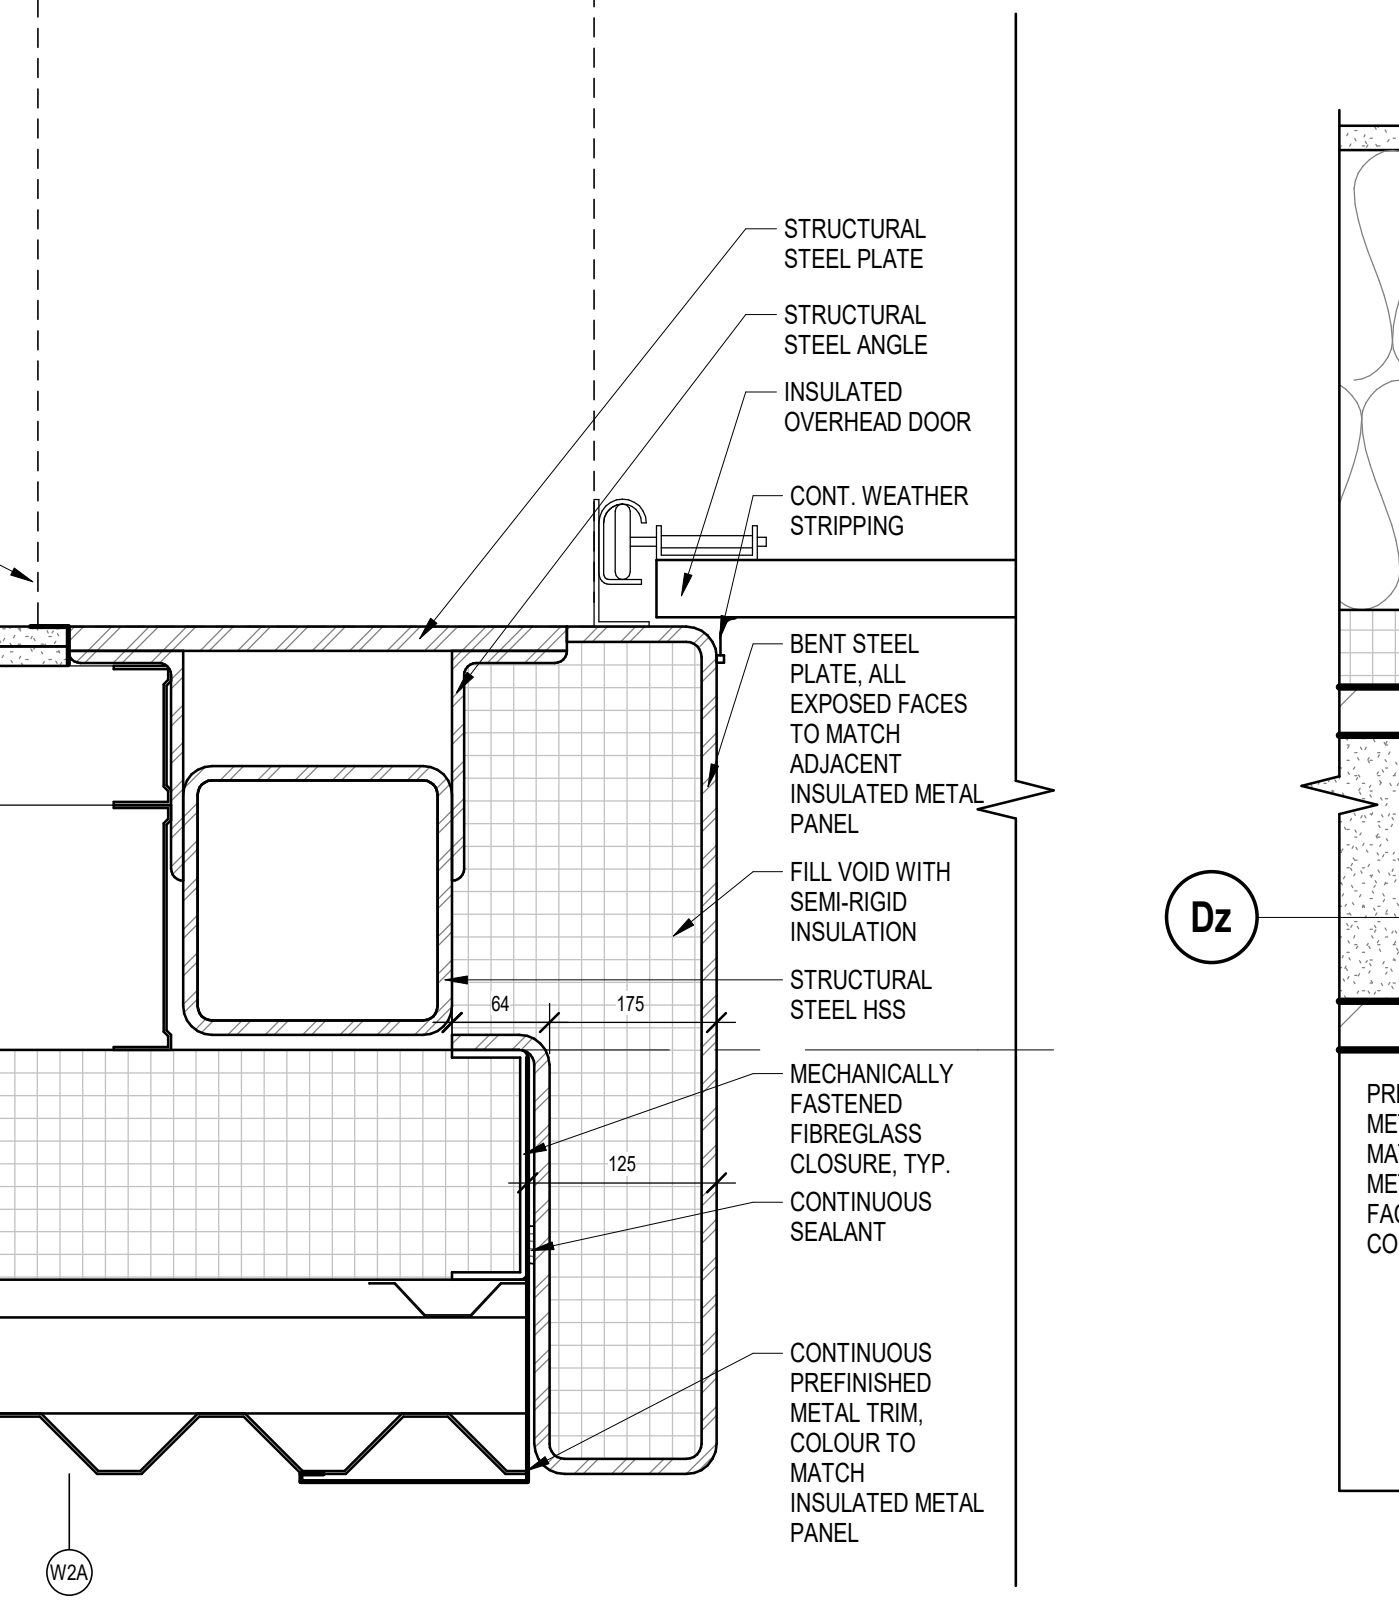 STRUCTURAL
STEEL PLATE
STRUCTURAL
STEEL ANGLE
INSULATED
OVERHEAD DOOR
CONT. WEATHER
STRIPPING
BENT STEEL
PLATE, ALL
EXPOSED FACES
TO MATCH
ADJACENT
INSULATED METAL
PANEL
FILL VOID WITH
SEMI-RIGID
INSULATION
STRUCTURAL
STEEL HSS
64
175
MECHANICALLY
FASTENED
FIBREGLASS
CLOSURE, TYP.
125
CONTINUOUS
SEALANT
CONTINUOUS
PREFINISHED
METAL TRIM,
COLOUR TO
MATCH
INSULATED METAL
PANEL
W2A
Dz